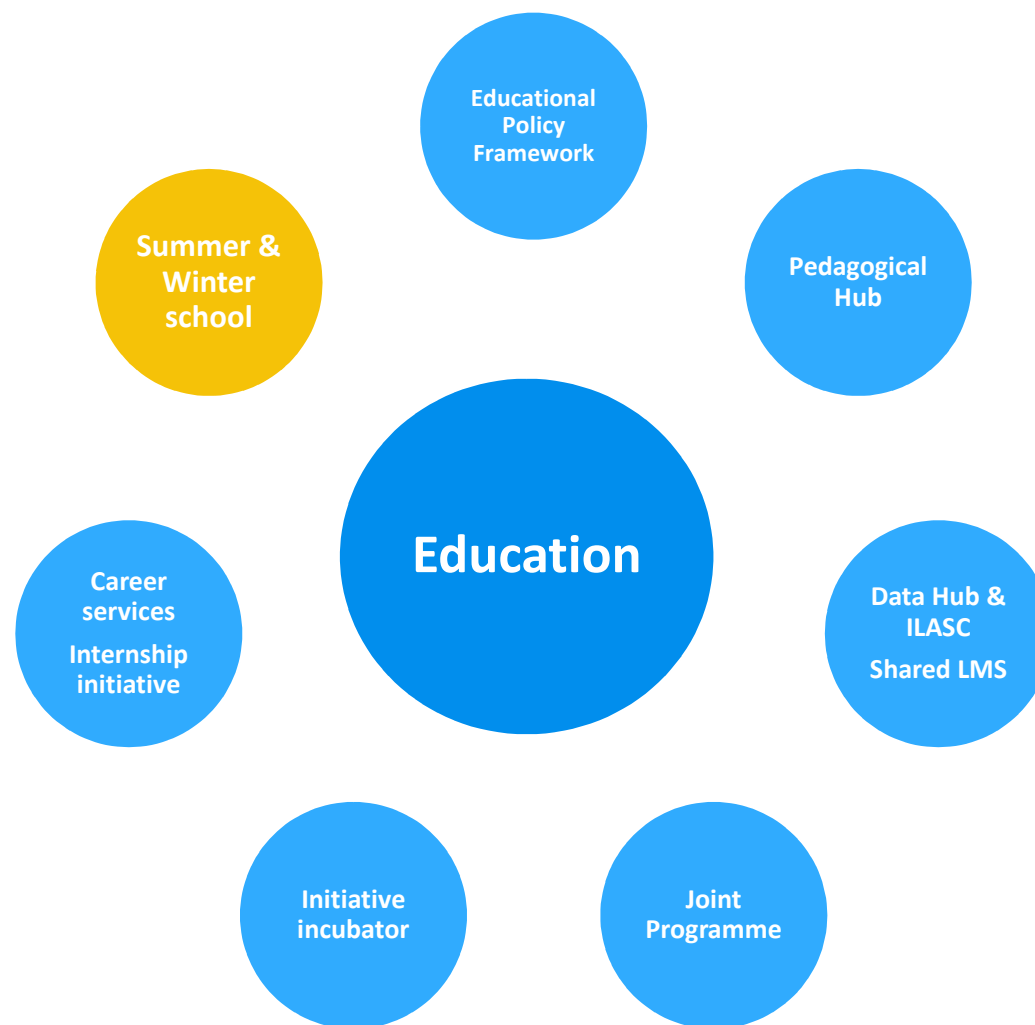 Educational
Policy
Framework
Summer &
Winter
school
Pedagogical
Hub
Education
Career
services
Internship
initiative
Data Hub &
ILASC
Shared LMS
Initiative
incubator
Joint
Programme